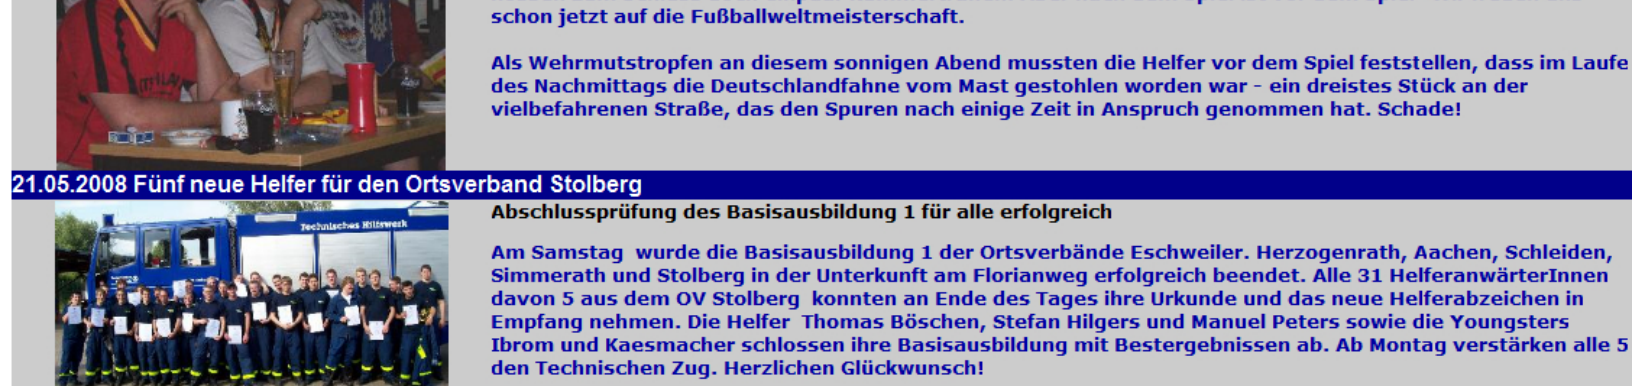 schon jetzt auf die Fußballweltmeisterschaft.
Als Wehrmutstropfen an diesem sonnigen Abend mussten die Helfer vor dem Spiel feststellen, dass im Laufe
des Nachmittags die Deutschlandfahne vom Mast gestohlen worden war - ein dreistes Stück an der
vielbefahrenen Straße, das den Spuren nach einige Zeit in Anspruch genommen hat. Schade!
21.05.2008 Fünf neue Helfer für den Ortsverband Stolberg
Technisches Hilfswerk
Abschlussprüfung des Basisausbildung 1 für alle erfolgreich
Am Samstag wurde die Basisausbildung 1 der Ortsverbände Eschweiler. Herzogenrath, Aachen, Schleiden,
Simmerath und Stolberg in der Unterkunft am Florianweg erfolgreich beendet. Alle 31 HelferanwärterInnen
davon 5 aus dem OV Stolberg konnten an Ende des Tages ihre Urkunde und das neue Helferabzeichen in
Empfang nehmen. Die Helfer Thomas Böschen, Stefan Hilgers und Manuel Peters sowie die Youngsters
Ibrom und Kaesmacher schlossen ihre Basisausbildung mit Bestergebnissen ab. Ab Montag verstärken alle 5
den Technischen Zug. Herzlichen Glückwunsch!